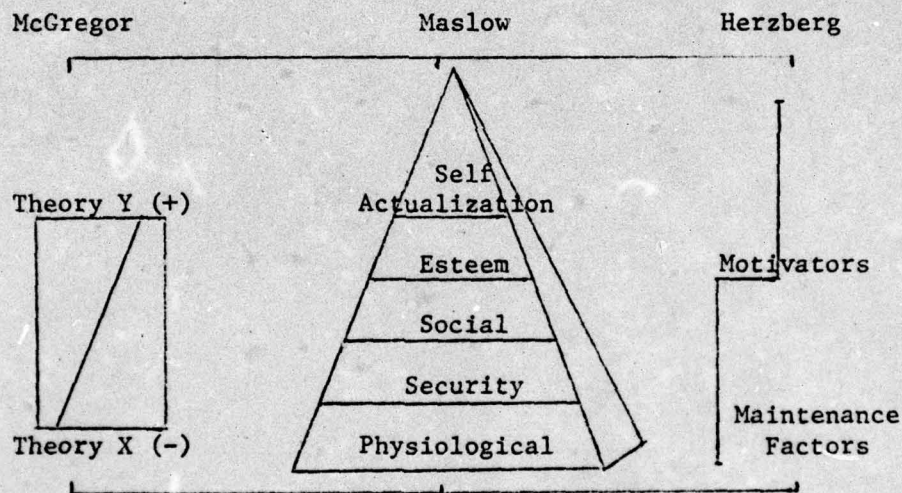 McGregor Maslow Herzberg
Self
Actualization
Theory Y (+)
Esteem
Motivators
Social
Security
Maintenance
Factors
Physiological
Theory X (-)